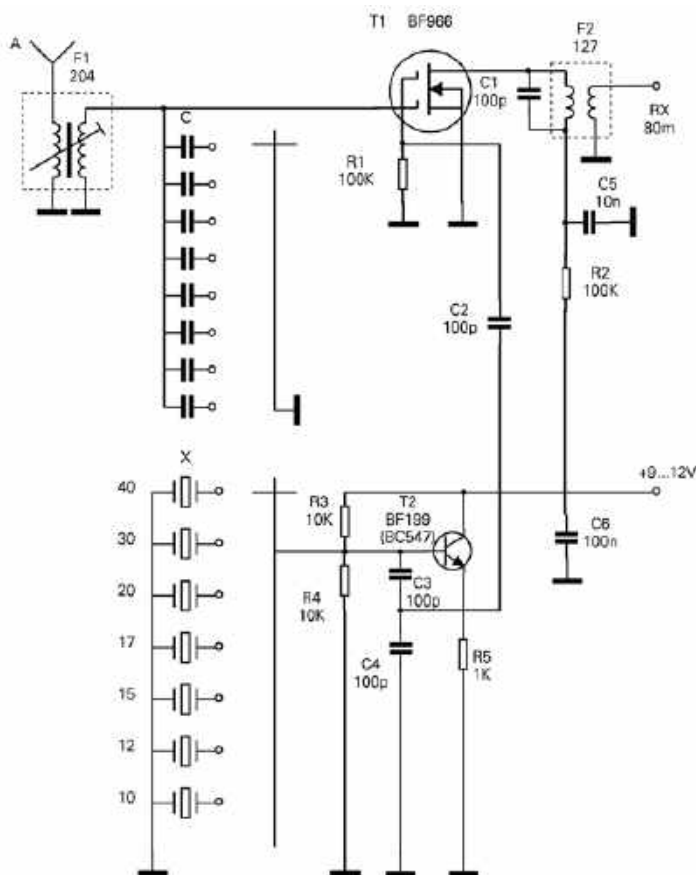 T1 BF966
A
F1
204
F2
127
C1
100p
RX
80m
C
R1
100K
C5
10n
R2
100K
C2
100p
X
+9...12V
40
R3
10K
T2
BF199
(BC547)
C6
100n
30
20
R4
10K
C3
100p
17
C4
100p
R5
1K
15
12
10